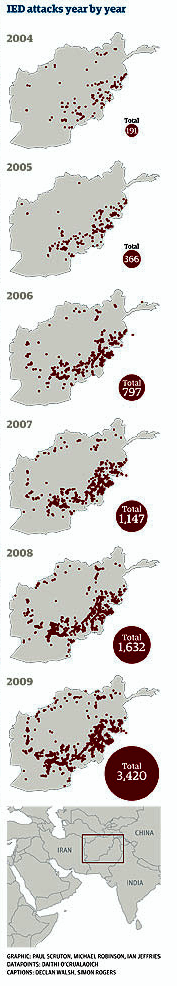 IED attacks year by year
2004
Total
191
2005
Total
366
2006
Total
797
2007
Total
1,147
2008
Total
1,632
2009
Total
3,420
CHINA
IRAN
INDIA
GRAPHIC: PAUL SCRUTON, MICHAEL ROBINSON, IAN JEFFRIES
DATAPOINTS: DAITHI O'CRUALAOICH
CAPTIONS: DECLAN WALSH, SIMON ROGERS